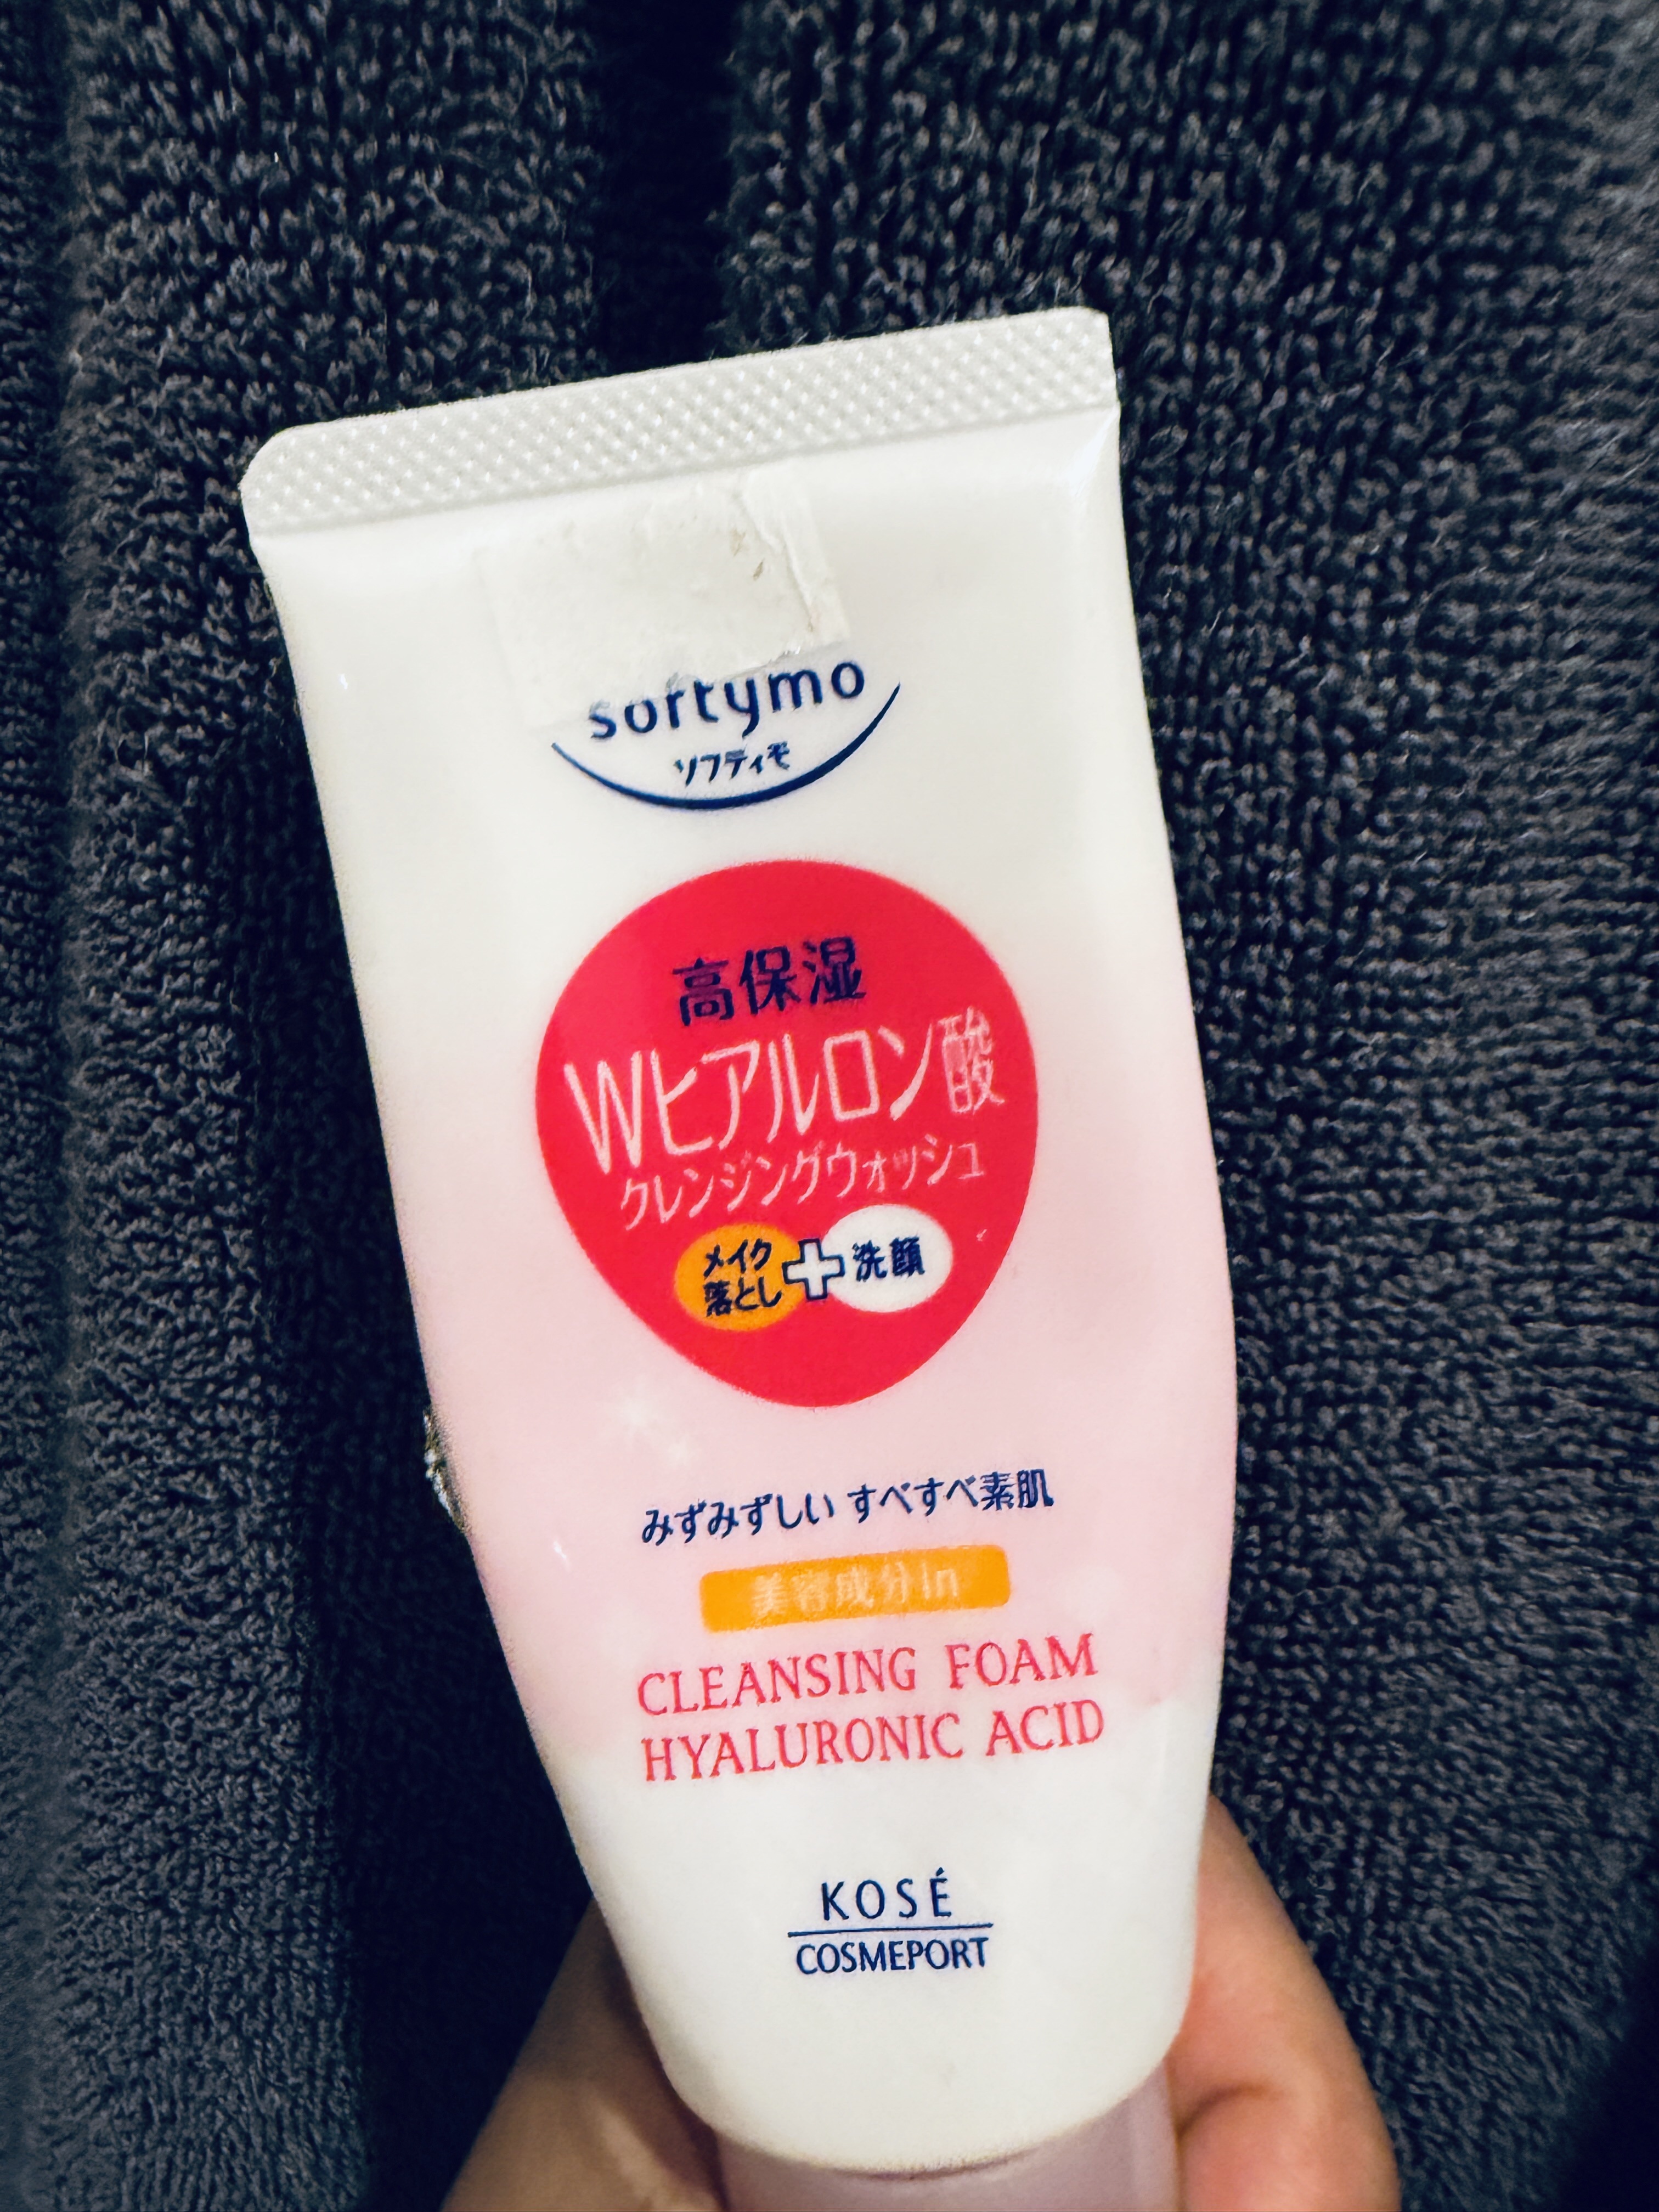 softymo
ソフティモ
高保湿
Wヒアルロン酸
クレンジングウォッシュ
メイク
落とし
+
洗顔
みずみずしい すべすべ素肌
美容成分in
CLEANSING FOAM
HYALURONIC ACID
KOSÉ
COSMEPORT